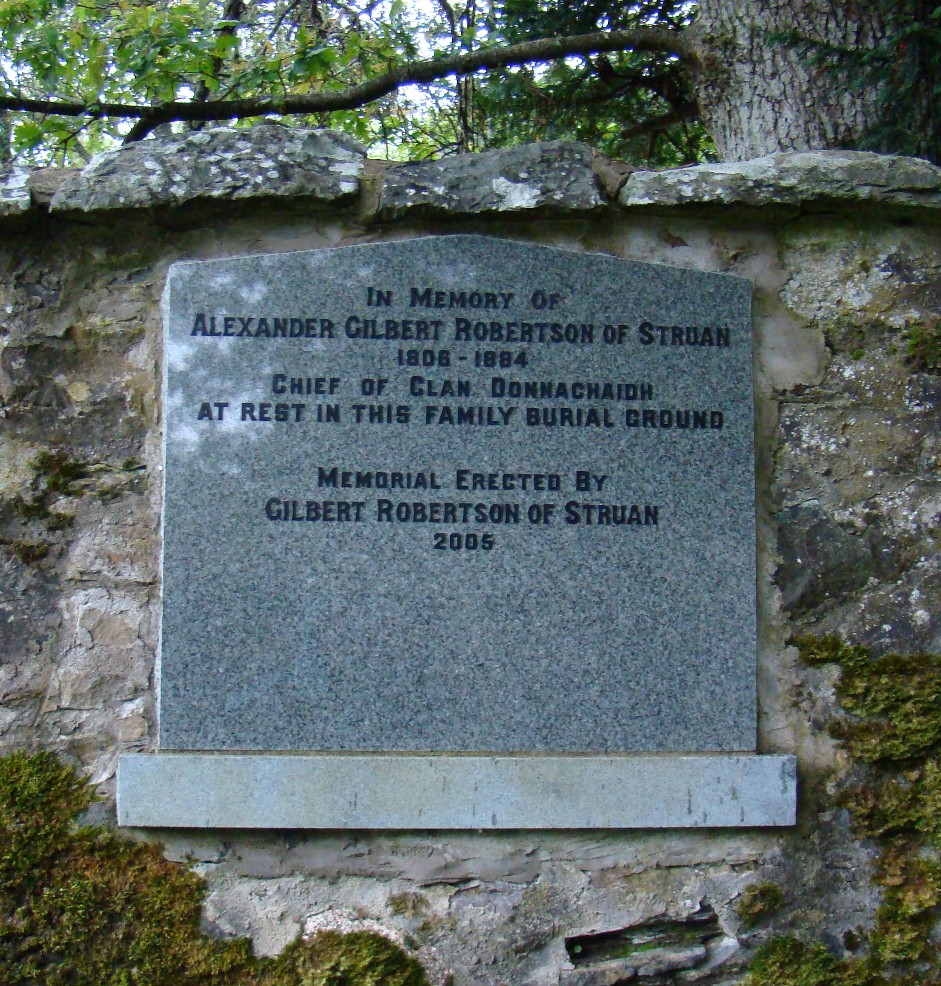 In Memory Of
Alexander Gilbert Robertson of Struan
1806 - 1884
Chief of Clan Donnachaidh
at rest in this family burial ground
Memorial Erected By
Gilbert Robertson of Struan
2005